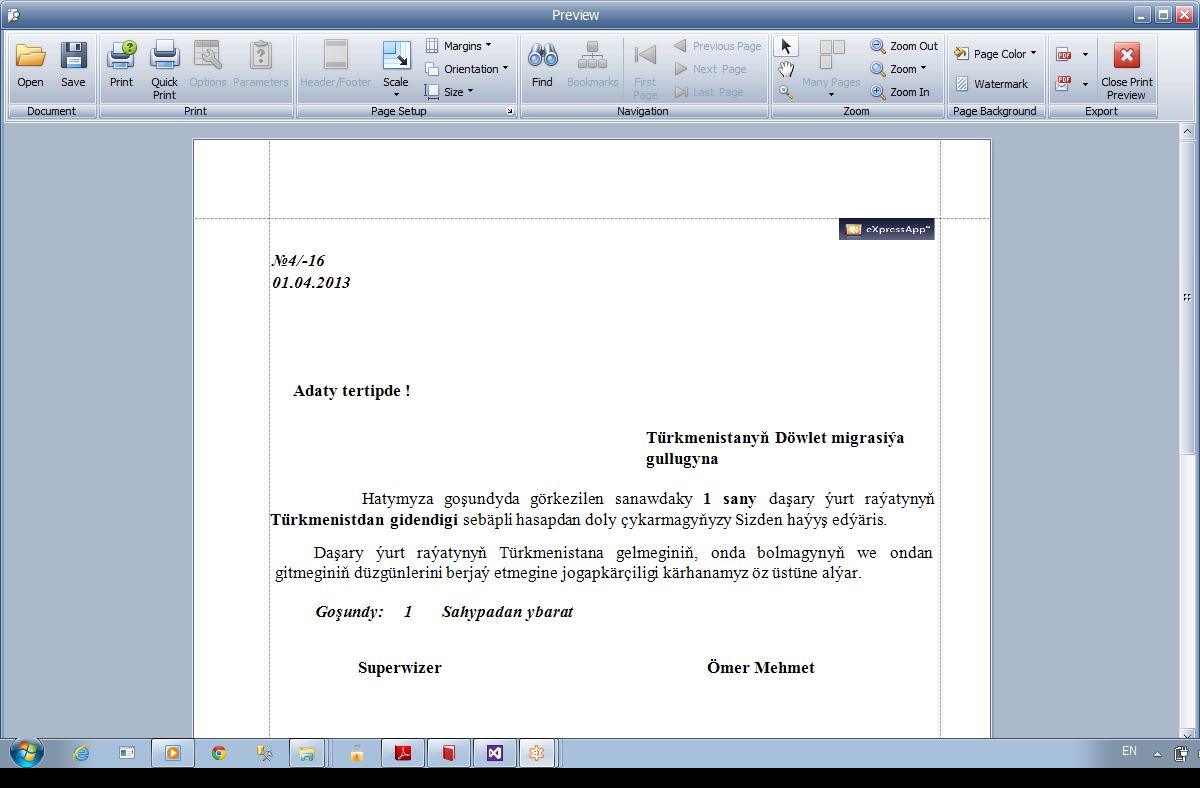 Preview
Open
Save
Print
Quick
Print
Options
Parameters
Header/Footer
Scale
Margins
Orientation
Size
Find
Bookmarks
First
Page
Previous Page
Next Page
Last Page
Many Pages
Zoom Out
Zoom
Zoom In
Page Color
Watermark
PDF
PDF
Close Print
Preview
Document
Print
Page Setup
Navigation
Zoom
Page Background
Export
eXpressApp™
№4/-16
01.04.2013
Adaty tertipde !
Türkmenistanyň Döwlet migrasiýa
gullugyna
Hatymyza goşundyda görkezilen sanawdaky 1 sany daşary ýurt raýatynyň
Türkmenistdan gidendigi sebäpli hasapdan doly çykarmagyňyzy Sizden haýyş edýäris.
Daşary ýurt raýatynyň Türkmenistana gelmeginiň, onda bolmagynyň we ondan
gitmeginiň düzgünlerini berjaý etmegine jogapkärçiligi kärhanamyz öz üstüne alýar.
Goşundy: 1 Sahypadan ybarat
Superwizer
Ömer Mehmet
EN